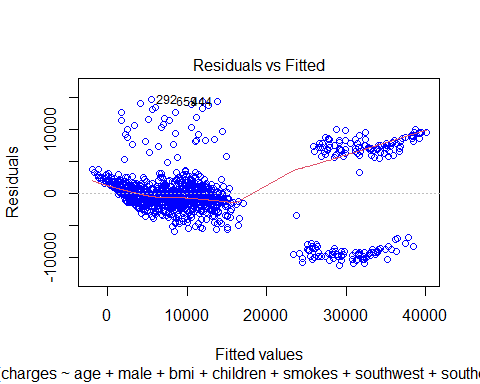 Residuals vs Fitted
292
Residuals
10000
0
-10000
0
10000
20000
30000
40000
Fitted values
charges ~ age + male + bmi + children + smokes + southwest + southe